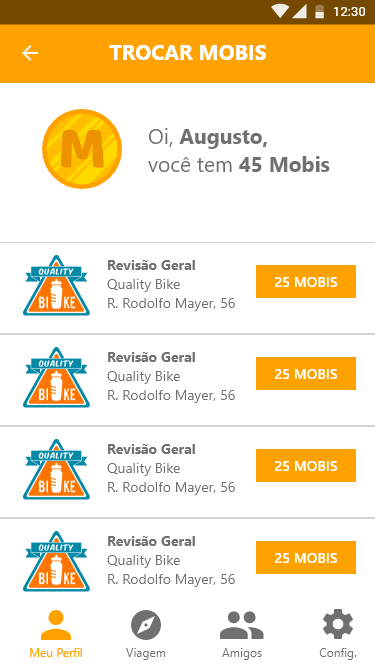 12:30
TROCAR MOBIS
M
Oi, Augusto,
você tem 45 Mobis
QUALITY
BIKE
Revisão Geral
Quality Bike
R. Rodolfo Mayer, 56
25 MOBIS
QUALITY
BIKE
Revisão Geral
Quality Bike
R. Rodolfo Mayer, 56
25 MOBIS
QUALITY
BIKE
Revisão Geral
Quality Bike
R. Rodolfo Mayer, 56
25 MOBIS
QUALITY
BIKE
Revisão Geral
Quality Bike
R. Rodolfo Mayer, 56
25 MOBIS
Meu Perfil
Viagem
Amigos
Config.